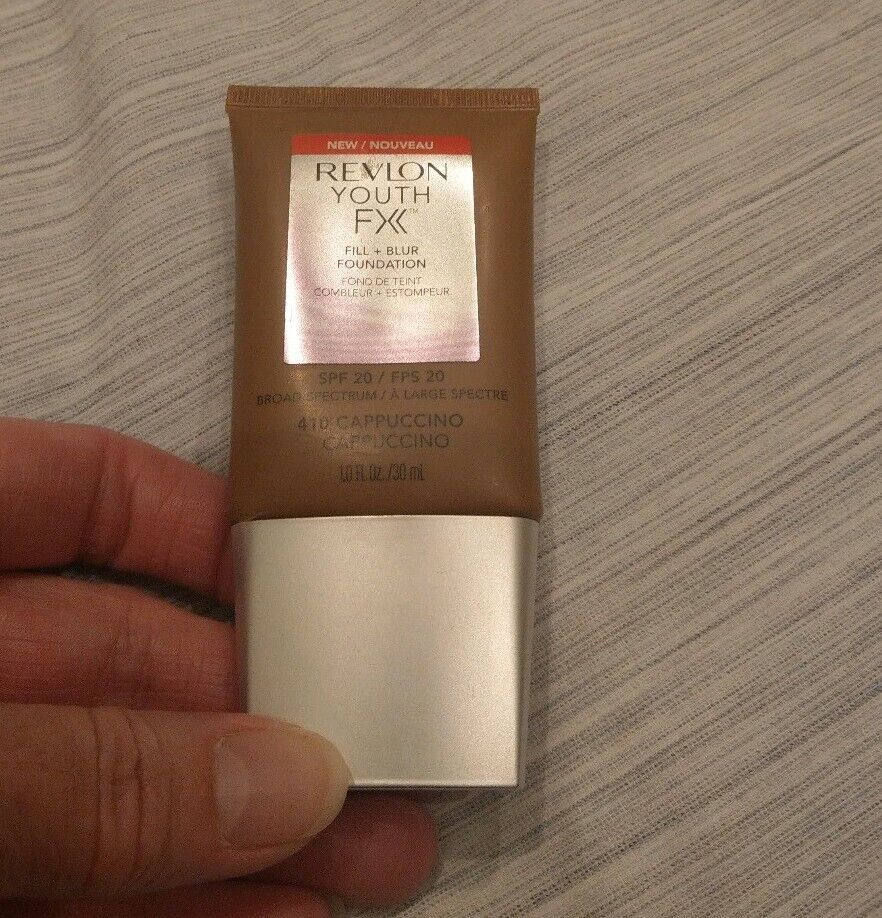 NEW / NOUVEAU
REVLON
YOUTH
FX™
FILL + BLUR
FOUNDATION
FOND DE TEINT
COMBLEUR + ESTOMPEUR
SPF 20 / FPS 20
BROAD SPECTRUM / À LARGE SPECTRE
410 CAPPUCCINO
CAPPUCCINO
1.0 Fl. Oz. / 30 mL